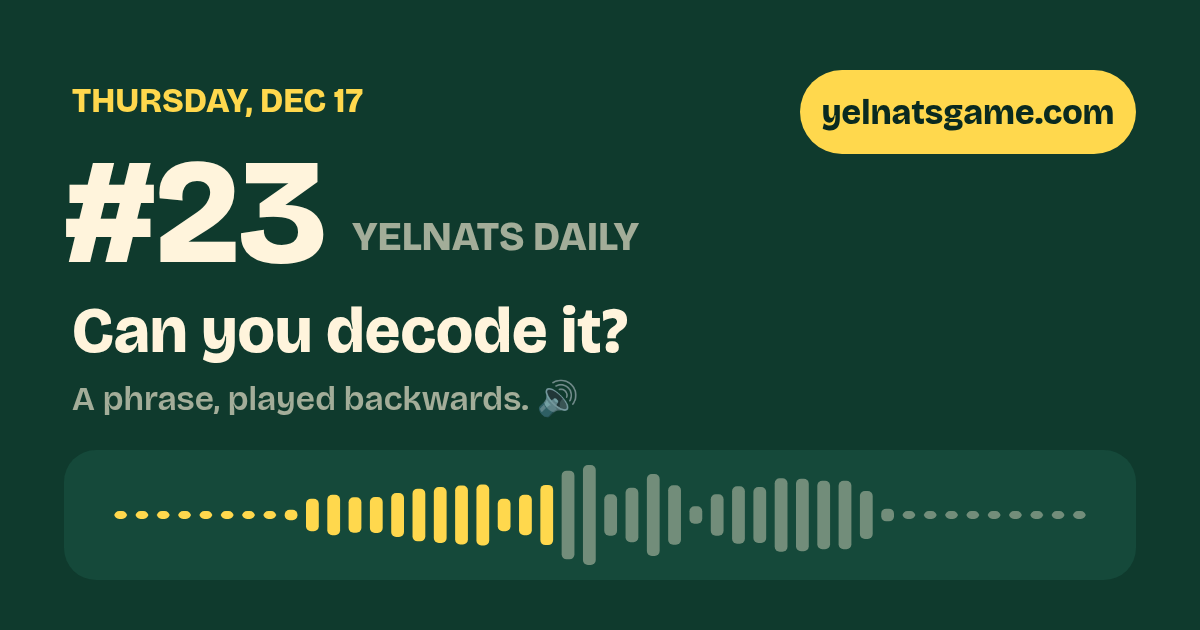 THURSDAY, DEC 17
yelnatsgame.com
#23 YELNATS DAILY
Can you decode it?
A phrase, played backwards. 🔊